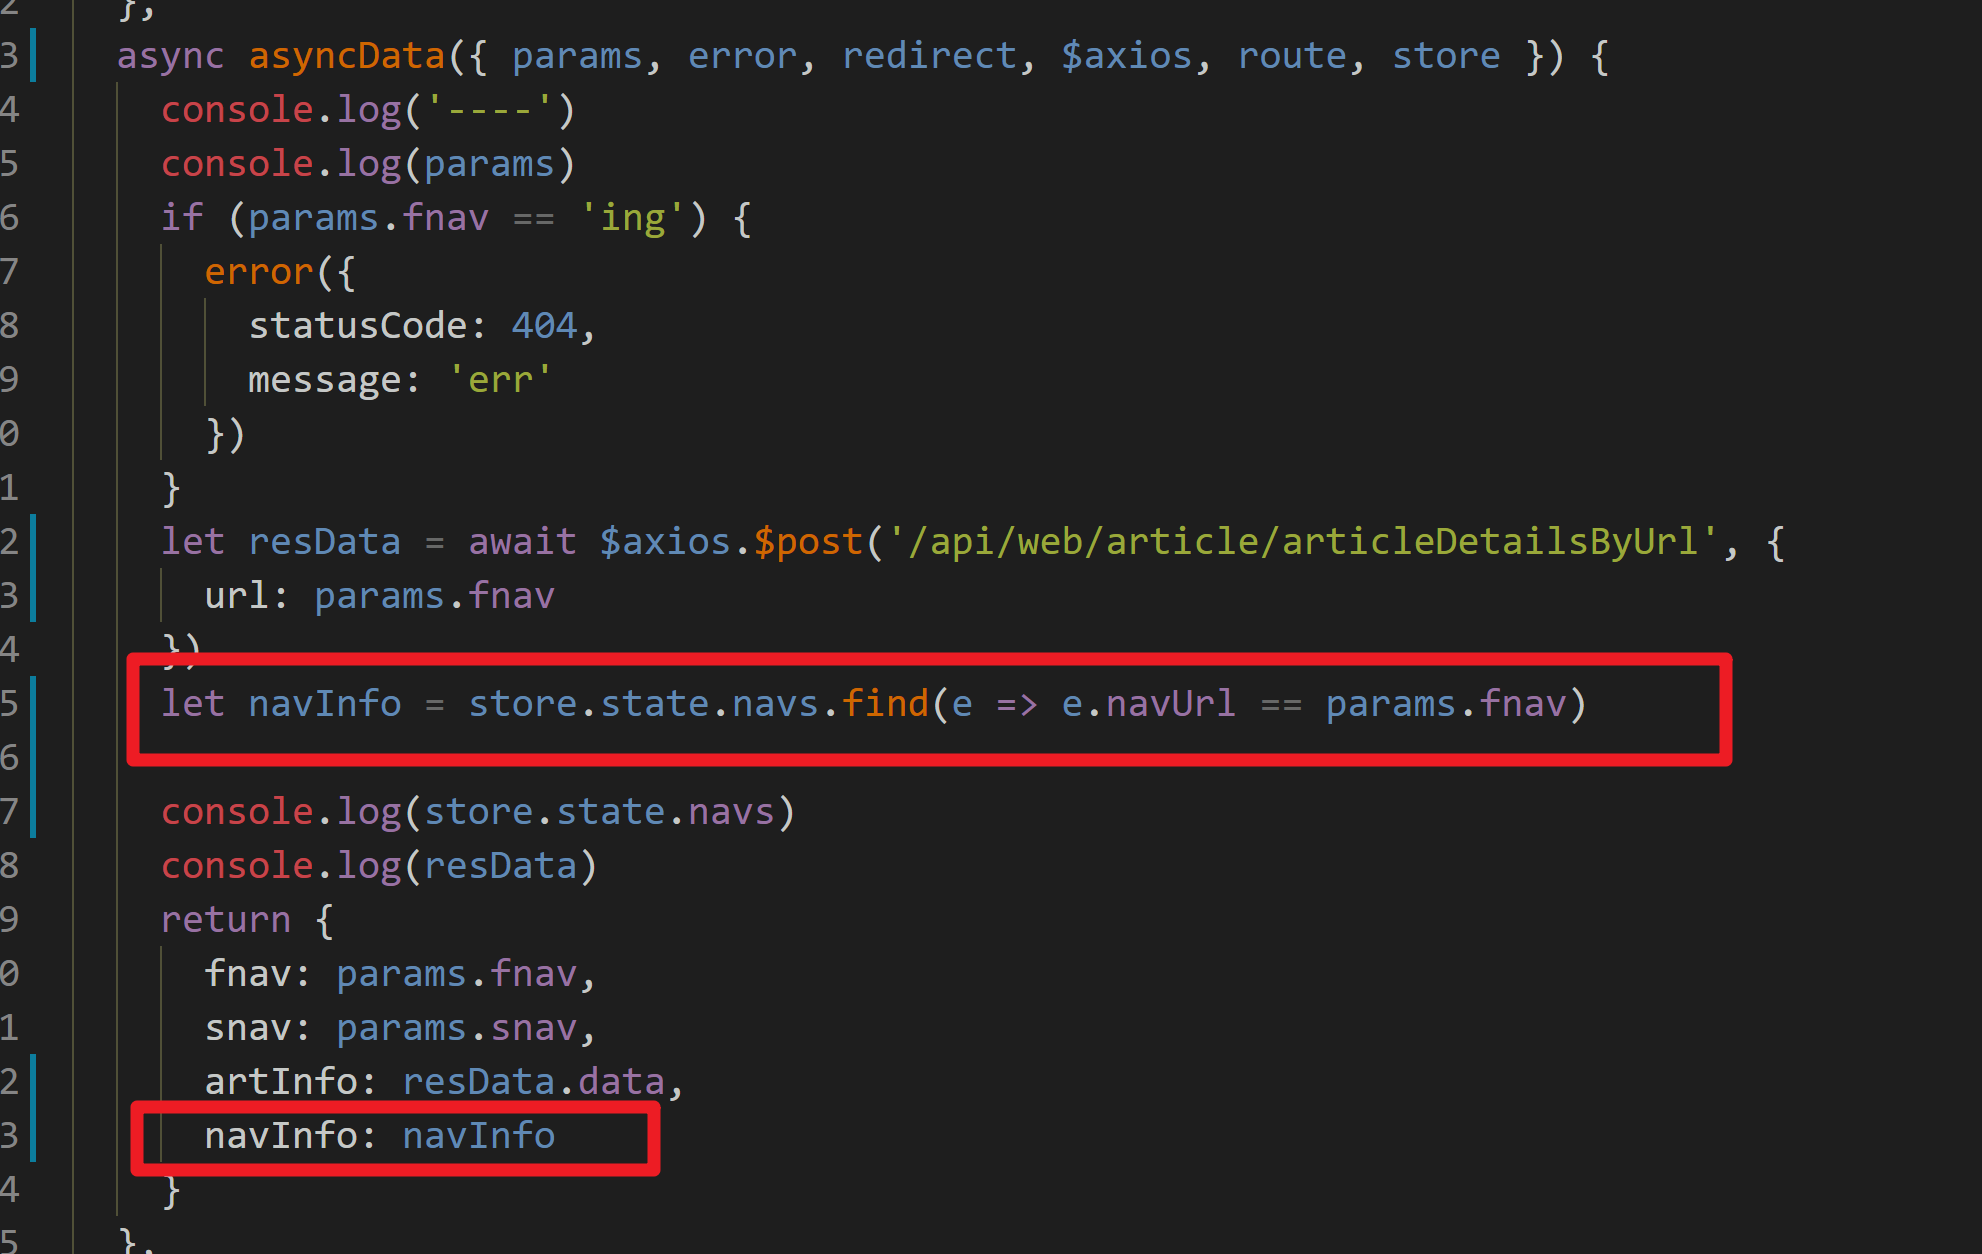 2 },
3 async asyncData({ params, error, redirect, $axios, route, store }) {
4 console.log('----')
5 console.log(params)
6 if (params.fnav == 'ing') {
7 error({
8 statusCode: 404,
9 message: 'err'
0 })
1 }
2 let resData = await $axios.$post('/api/web/article/articleDetailsByUrl', {
3 url: params.fnav
4 })
5 let navInfo = store.state.navs.find(e => e.navUrl == params.fnav)
6
7 console.log(store.state.navs)
8 console.log(resData)
9 return {
0 fnav: params.fnav,
1 snav: params.snav,
2 artInfo: resData.data,
3 navInfo: navInfo
4 }
5 },